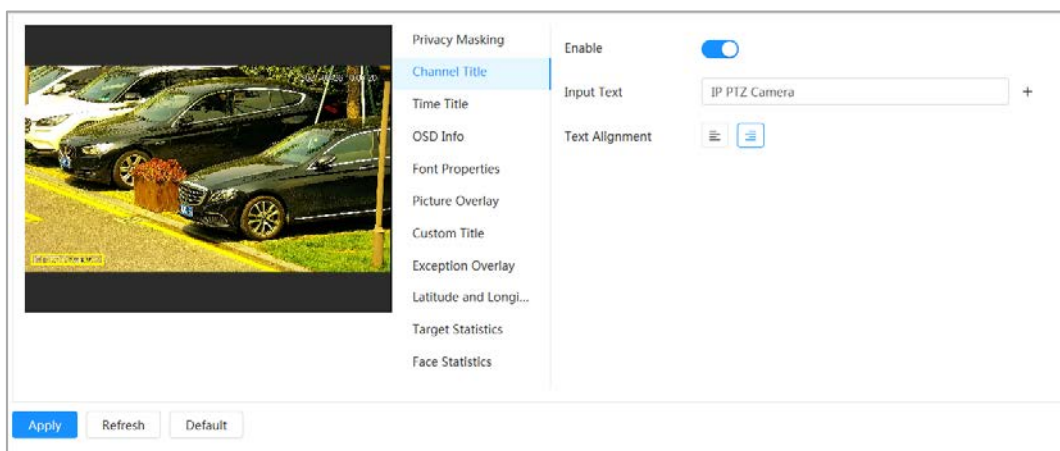 Privacy Masking
Channel Title
Time Title
OSD Info
Font Properties
Picture Overlay
Custom Title
Exception Overlay
Latitude and Longi...
Target Statistics
Face Statistics
Enable
Input Text
IP PTZ Camera
+
Text Alignment
Apply
Refresh
Default